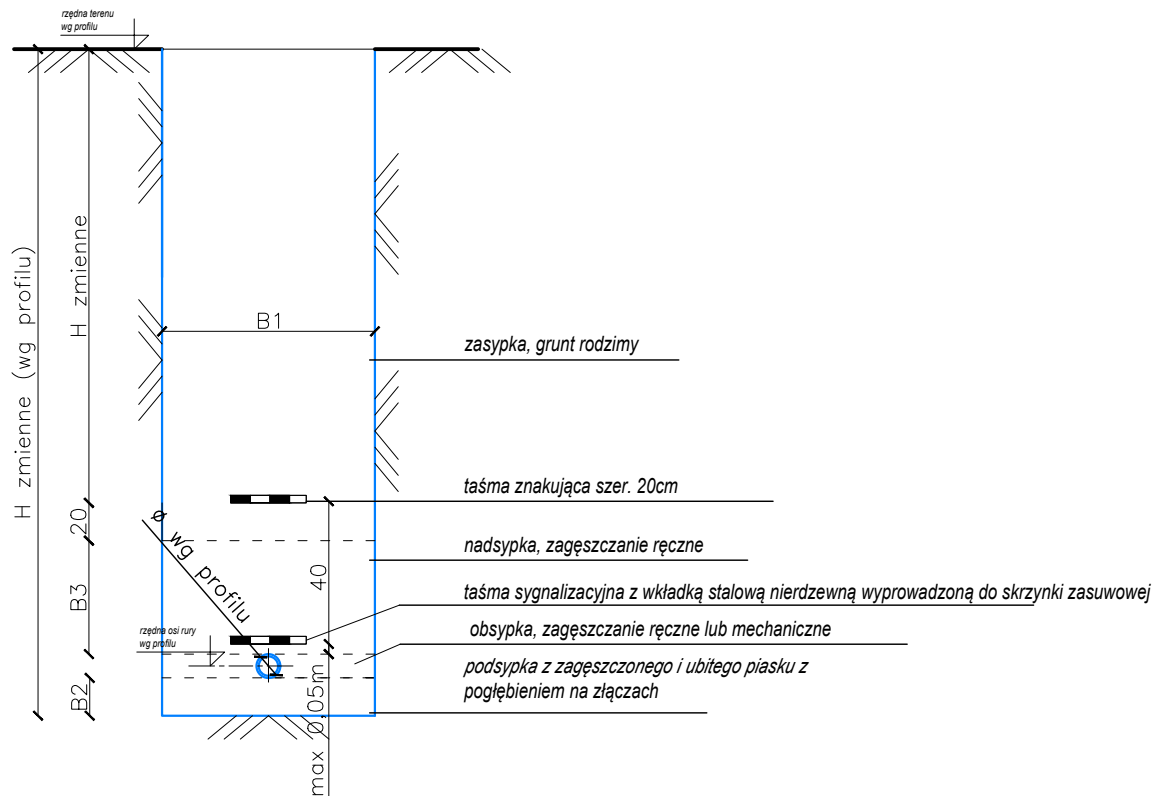 rzędna terenu
wg profilu
H zmienne (wg profilu)
H zmienne
B1
zasypka, grunt rodzimy
taśma znakująca szer. 20cm
20
ø wg profilu
nadsypka, zagęszczanie ręczne
40
B3
taśma sygnalizacyjna z wkładką stalową nierdzewną wyprowadzoną do skrzynki zasuwowej
rzędna osi rury
wg profilu
obsypka, zagęszczanie ręczne lub mechaniczne
podsypka z zagęszczonego i ubitego piasku z
pogłębieniem na złączach
B2
max 0,05m